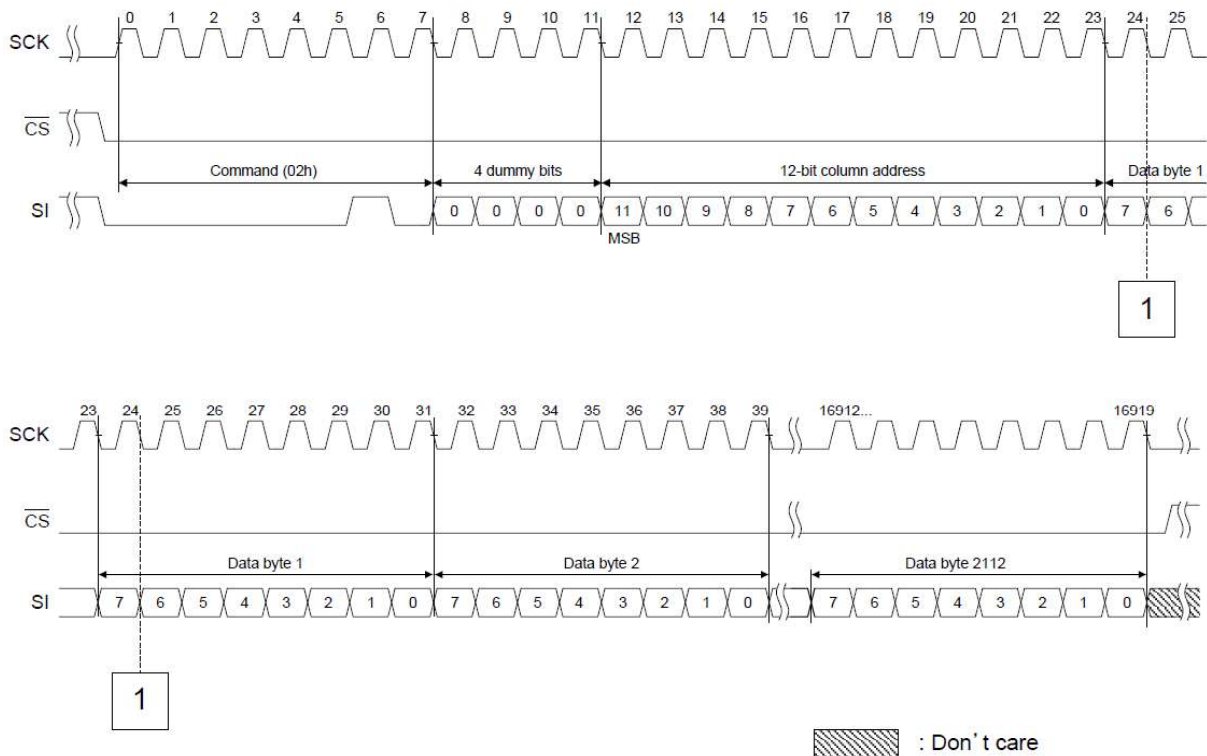 0 1 2 3 4 5 6 7 8 9 10 11 12 13 14 15 16 17 18 19 20 21 22 23 24 25
SCK
CS
Command (02h) 4 dummy bits 12-bit column address Data byte 1
SI 0 0 0 0 11 10 9 8 7 6 5 4 3 2 1 0 7 6
MSB
1
23 24 25 26 27 28 29 30 31 32 33 34 35 36 37 38 39 16912... 16919
SCK
CS
Data byte 1 Data byte 2 Data byte 2112
SI 7 6 5 4 3 2 1 0 7 6 5 4 3 2 1 0 7 6 5 4 3 2 1 0
1
: Don't care